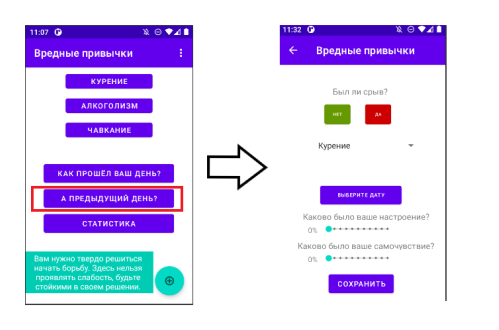 11:07
Вредные привычки
КУРЕНИЕ
АЛКОГОЛИЗМ
ЧАВКАНИЕ
КАК ПРОШЁЛ ВАШ ДЕНЬ?
А ПРЕДЫДУЩИЙ ДЕНЬ?
СТАТИСТИКА
Вам нужно твердо решиться
начать борьбу. Здесь нельзя
проявлять слабость, будьте
стойкими в своем решении.
11:32
Вредные привычки
Был ли срыв?
НЕТ ДА
Курение
ВЫБЕРИТЕ ДАТУ
Каково было ваше настроение?
0%
Каково было ваше самочувствие?
0%
СОХРАНИТЬ